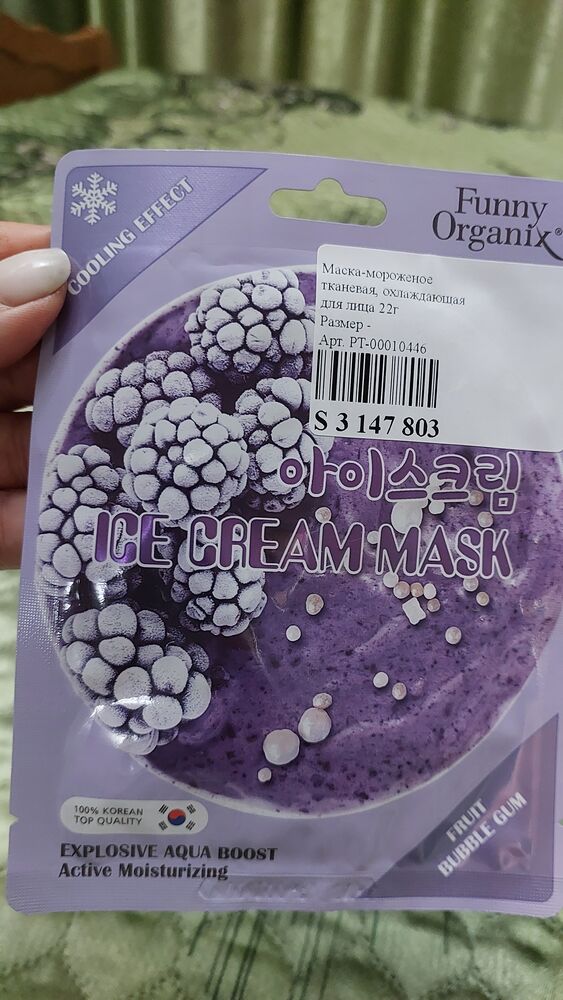 COOLING EFFECT
Funny
Organix®
Маска-мороженое
тканевая, охлаждающая
для лица 22г
Размер -
Арт. РТ-00010446
S 3 147 803
아이스크림
ICE CREAM MASK
100% KOREAN
TOP QUALITY
EXPLOSIVE AQUA BOOST
Active Moisturizing
FRUIT
BUBBLE GUM